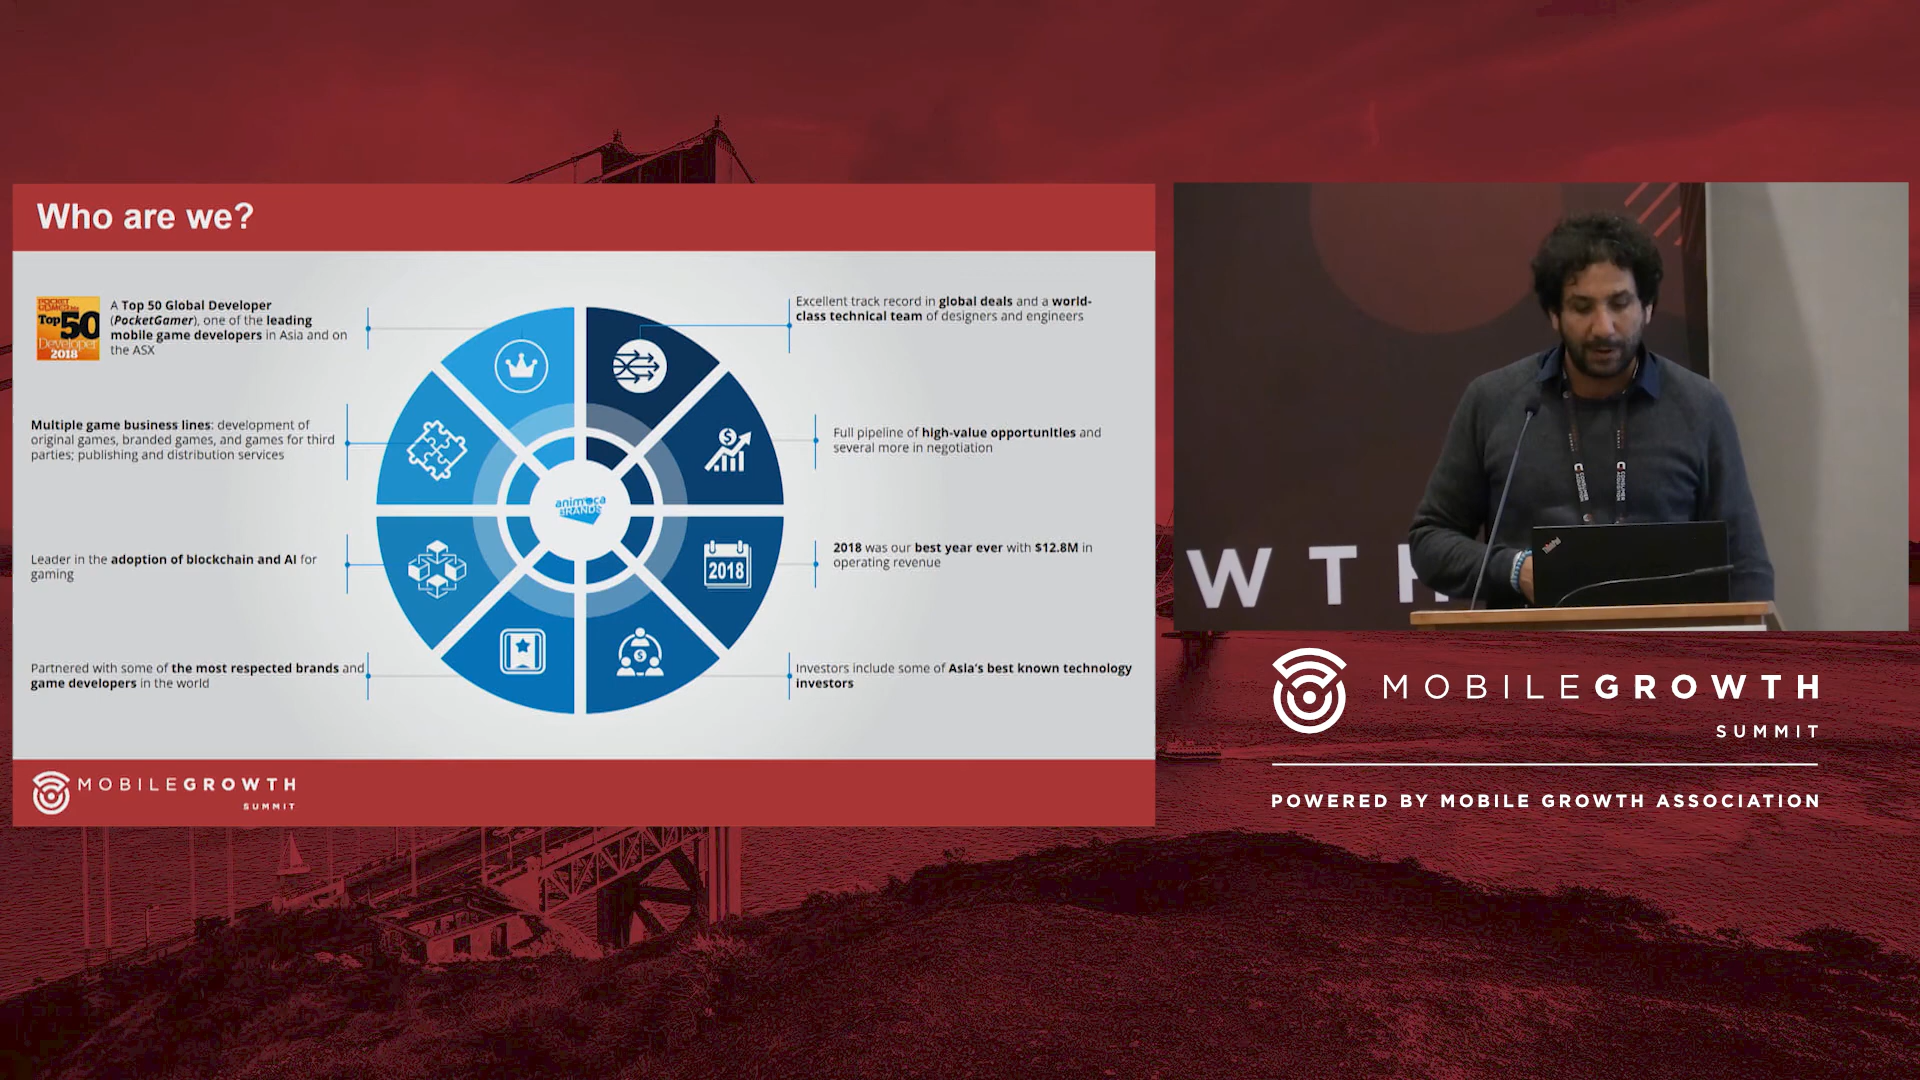 Who are we?
POCKET
GAMER.biz
Top 50
Developer
2018
A Top 50 Global Developer
(PocketGamer), one of the leading
mobile game developers in Asia and on
the ASX
Multiple game business lines: development of
original games, branded games, and games for third
parties; publishing and distribution services
Leader in the adoption of blockchain and AI for
gaming
Partnered with some of the most respected brands and
game developers in the world
animoca
BRANDS
2018
Excellent track record in global deals and a world-
class technical team of designers and engineers
Full pipeline of high-value opportunities and
several more in negotiation
2018 was our best year ever with $12.8M in
operating revenue
Investors include some of Asia's best known technology
investors
MOBILEGROWTH
SUMMIT
WTH
ThinkPad
MOBILEGROWTH
SUMMIT
POWERED BY MOBILE GROWTH ASSOCIATION